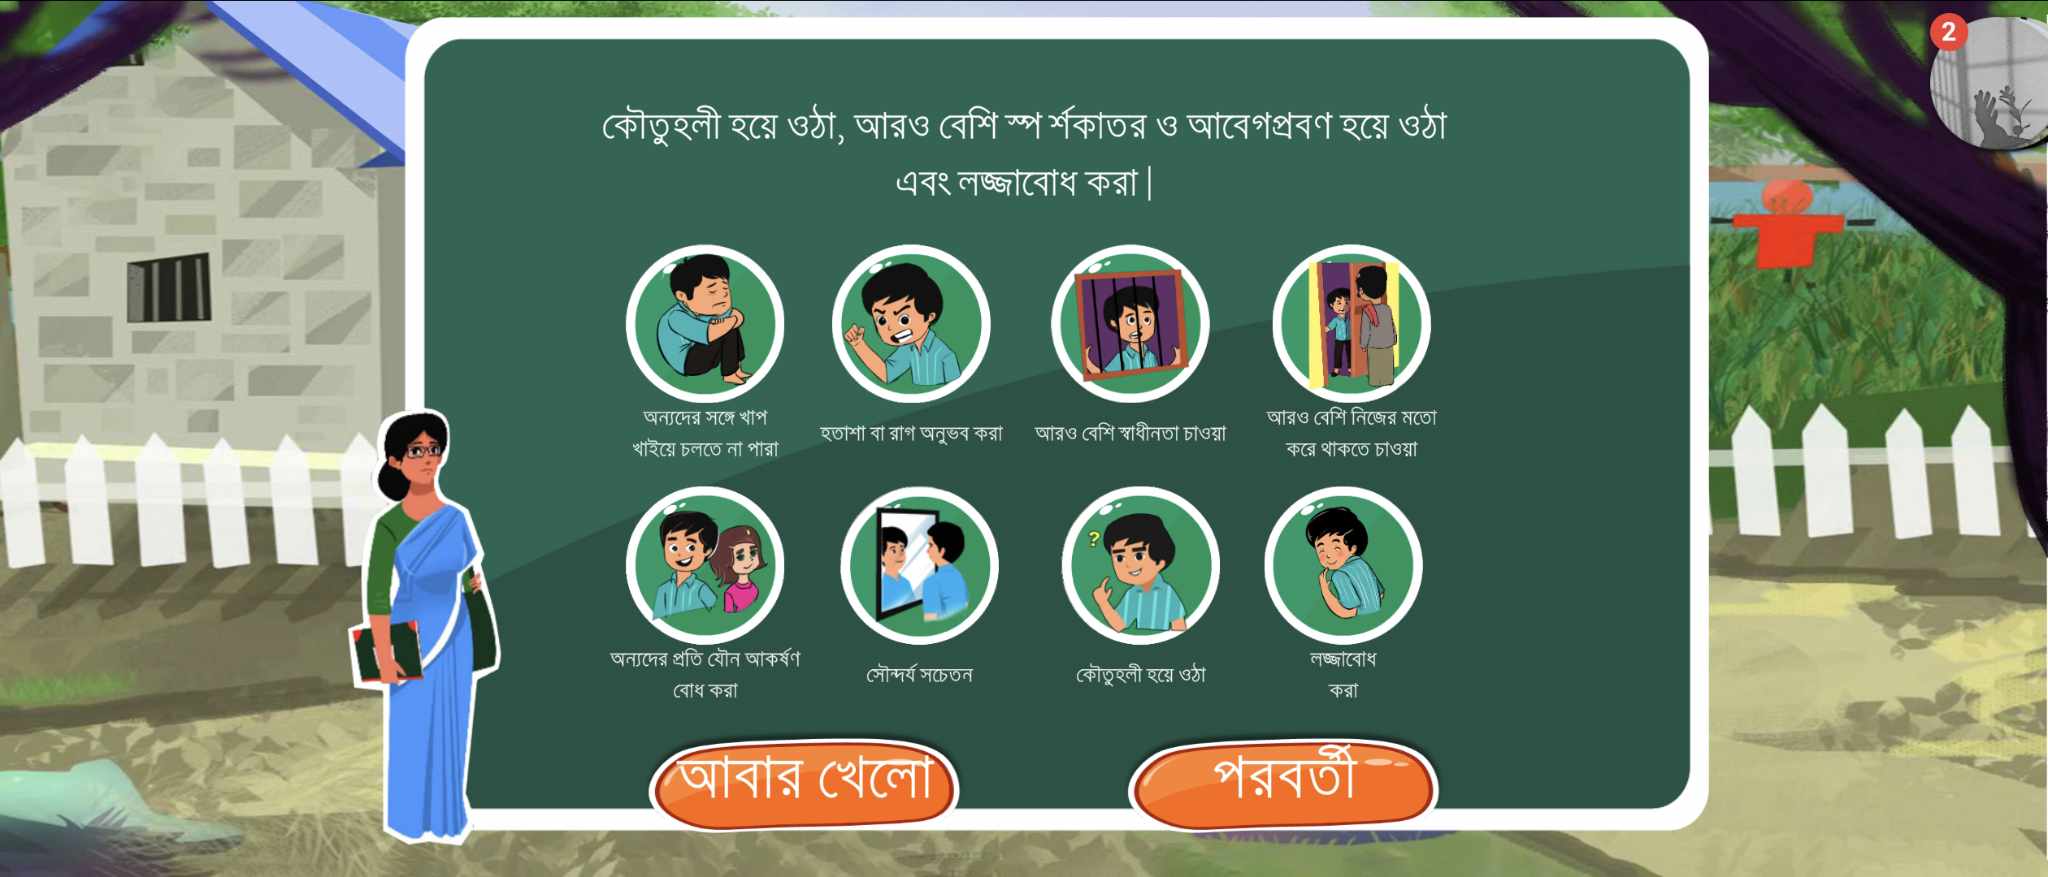 কৌতুহলী হয়ে ওঠা, আরও বেশি স্প র্শকাতর ও আবেগপ্রবণ হয়ে ওঠা
এবং লজ্জাবোধ করা|
অন্যদের সঙ্গে খাপ
খাইয়ে চলতে না পারা
হতাশা বা রাগ অনুভব করা
আরও বেশি স্বাধীনতা চাওয়া
আরও বেশি নিজের মতো
করে থাকতে চাওয়া
অন্যদের প্রতি যৌন আকর্ষণ
বোধ করা
সৌন্দর্য সচেতন
কৌতুহলী হয়ে ওঠা
লজ্জাবোধ
করা
আবার খেলো
পরবর্তী
2